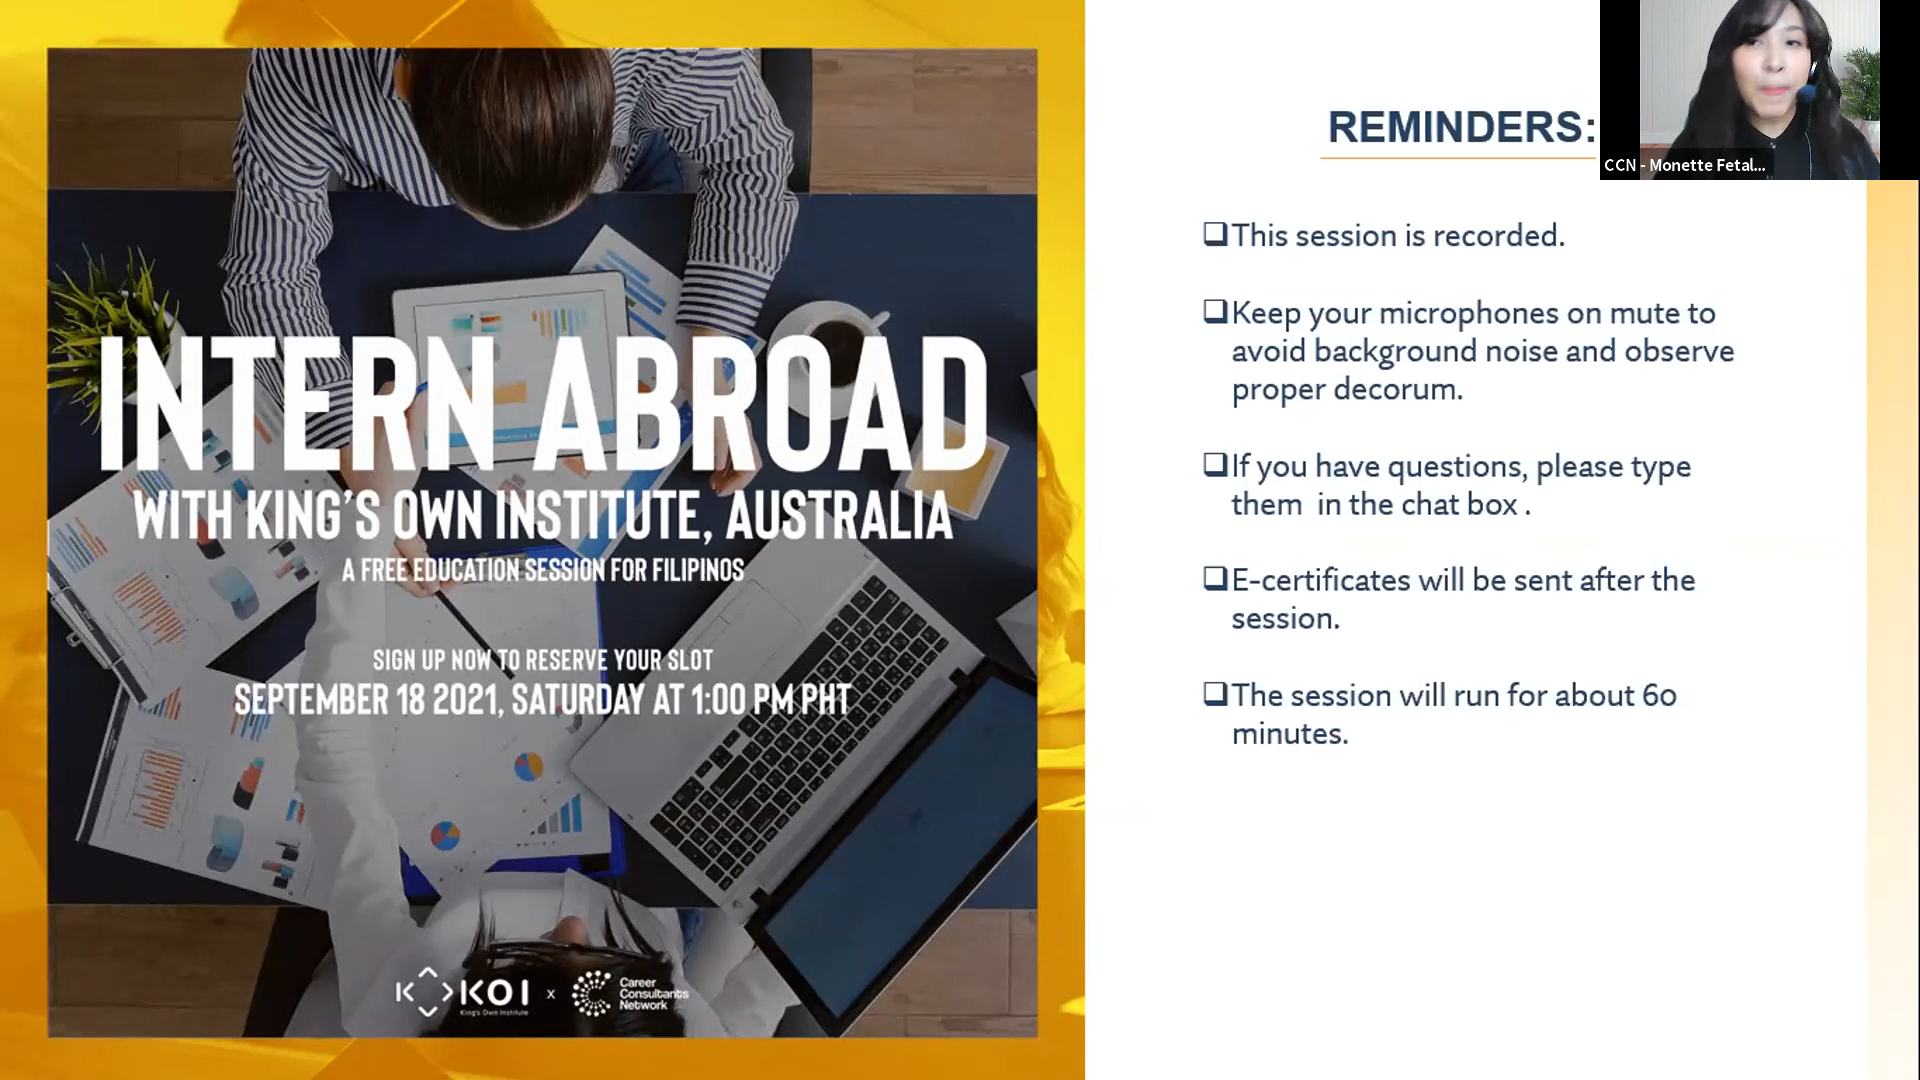 INTERN ABROAD
WITH KING'S OWN INSTITUTE, AUSTRALIA
A FREE EDUCATION SESSION FOR FILIPINOS
SIGN UP NOW TO RESERVE YOUR SLOT
SEPTEMBER 18 2021, SATURDAY AT 1:00 PM PHT
KOI
King's Own Institute
x
Career
Consultants
Network
REMINDERS:
❑This session is recorded.
❑Keep your microphones on mute to
avoid background noise and observe
proper decorum.
❑If you have questions, please type
them in the chat box .
❑E-certificates will be sent after the
session.
❑The session will run for about 60
minutes.
CCN - Monette Fetal...